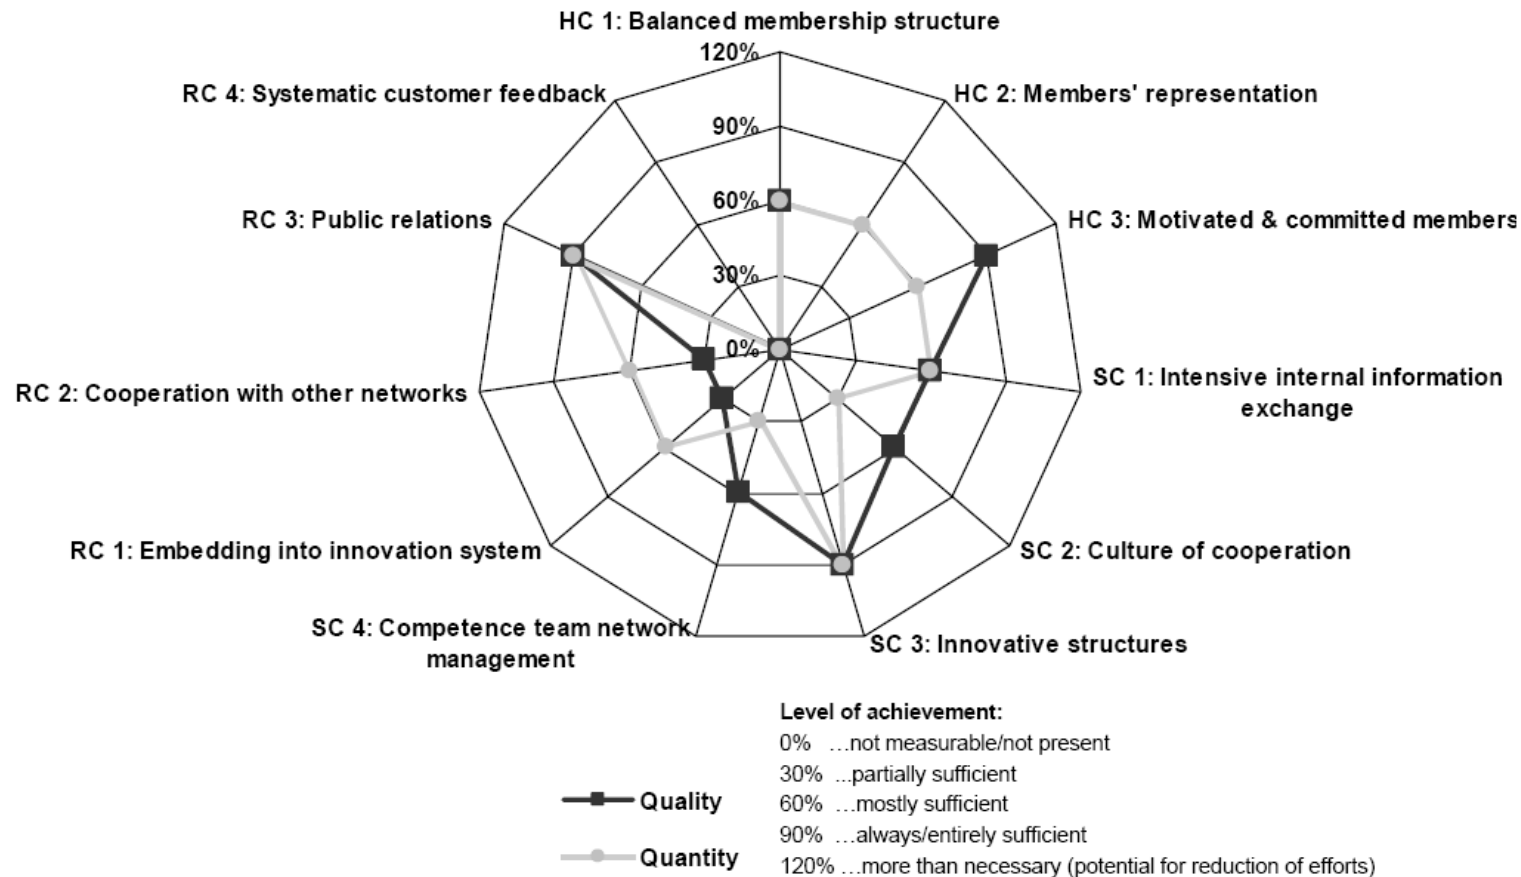 HC 1: Balanced membership structure
120%
RC 4: Systematic customer feedback
HC 2: Members' representation
90%
RC 3: Public relations
60%
HC 3: Motivated & committed members
30%
0%
RC 2: Cooperation with other networks
SC 1: Intensive internal information
exchange
RC 1: Embedding into innovation system
SC 2: Culture of cooperation
SC 4: Competence team network
management
SC 3: Innovative structures
Level of achievement:
0% …not measurable/not present
30% ...partially sufficient
60% …mostly sufficient
90% …always/entirely sufficient
120% …more than necessary (potential for reduction of efforts)
Quality
Quantity